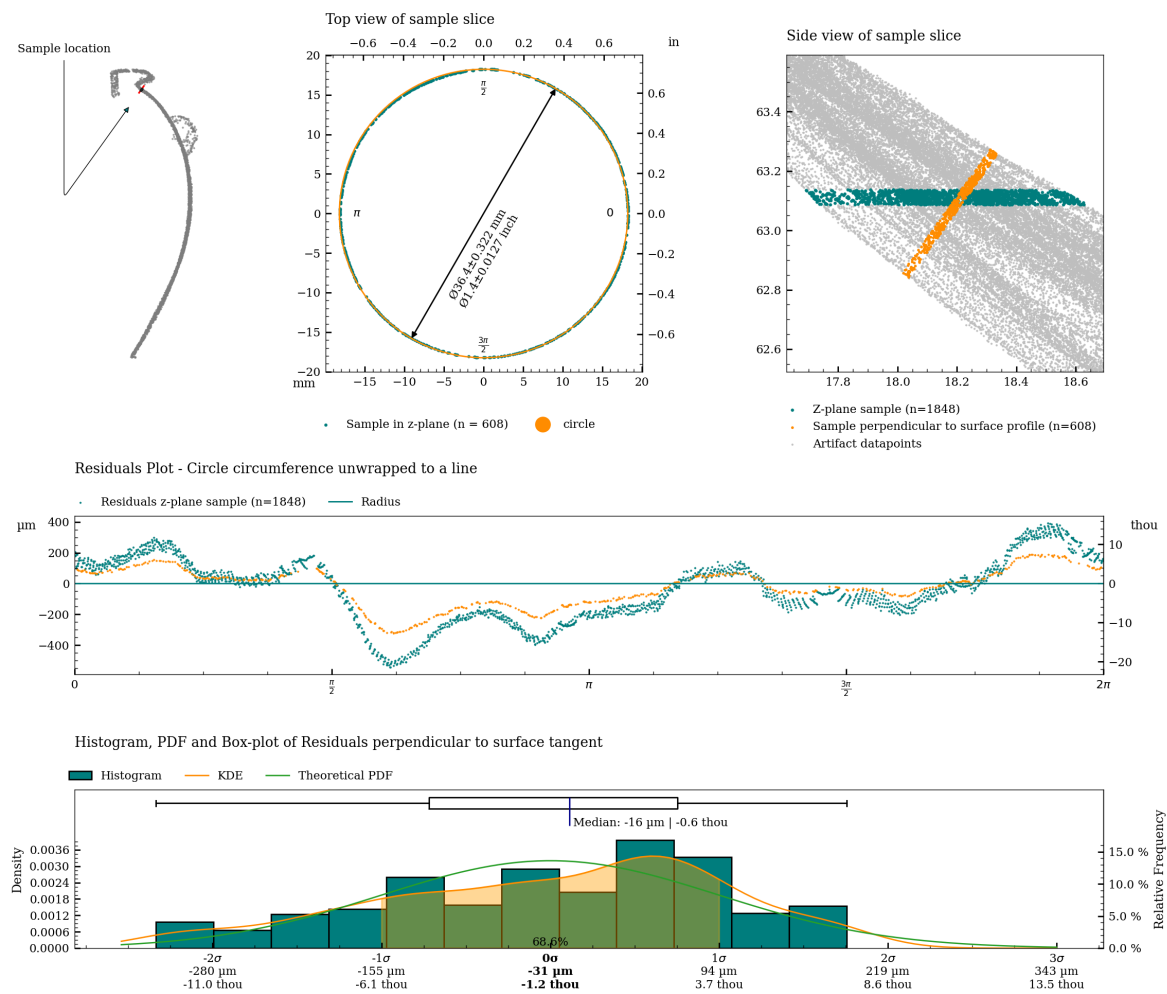 Sample location
Top view of sample slice
−0.6 −0.4 −0.2 0.0 0.2 0.4 0.6 in
20
15
10
5
0
−5
−10
−15
−20
mm
−15 −10 −5 0 5 10 15 20
0.6
0.4
0.2
0.0
−0.2
−0.4
−0.6
π/2
π
0
3π/2
Ø36.4±0.322 mm
Ø1.4±0.0127 inch
Sample in z-plane (n = 608)
circle
Side view of sample slice
63.4
63.2
63.0
62.8
62.6
17.8 18.0 18.2 18.4 18.6
Z-plane sample (n=1848)
Sample perpendicular to surface profile (n=608)
Artifact datapoints
Residuals Plot - Circle circumference unwrapped to a line
Residuals z-plane sample (n=1848) Radius
µm
400
200
0
−200
−400
thou
10
0
−10
−20
0 π/2 π 3π/2 2π
Histogram, PDF and Box-plot of Residuals perpendicular to surface tangent
Histogram KDE Theoretical PDF
Median: -16 µm | -0.6 thou
Density
0.0036
0.0030
0.0024
0.0018
0.0012
0.0006
0.0000
15.0 %
10.0 %
5.0 %
0.0 %
Relative Frequency
68.6%
-2σ -1σ 0σ 1σ 2σ 3σ
-280 µm -155 µm -31 µm 94 µm 219 µm 343 µm
-11.0 thou -6.1 thou -1.2 thou 3.7 thou 8.6 thou 13.5 thou